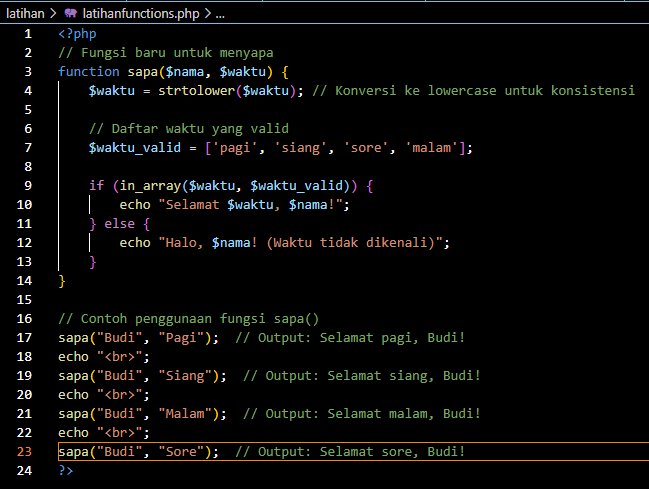 latihan > latihanfunctions.php > ...
1 <?php
2 // Fungsi baru untuk menyapa
3 function sapa($nama, $waktu) {
4     $waktu = strtolower($waktu); // Konversi ke lowercase untuk konsistensi
5
6     // Daftar waktu yang valid
7     $waktu_valid = ['pagi', 'siang', 'sore', 'malam'];
8
9     if (in_array($waktu, $waktu_valid)) {
10         echo "Selamat $waktu, $nama!";
11     } else {
12         echo "Halo, $nama! (Waktu tidak dikenali)";
13     }
14 }
15
16 // Contoh penggunaan fungsi sapa()
17 sapa("Budi", "Pagi");  // Output: Selamat pagi, Budi!
18 echo "<br>";
19 sapa("Budi", "Siang");  // Output: Selamat siang, Budi!
20 echo "<br>";
21 sapa("Budi", "Malam");  // Output: Selamat malam, Budi!
22 echo "<br>";
23 sapa("Budi", "Sore");  // Output: Selamat sore, Budi!
24 ?>